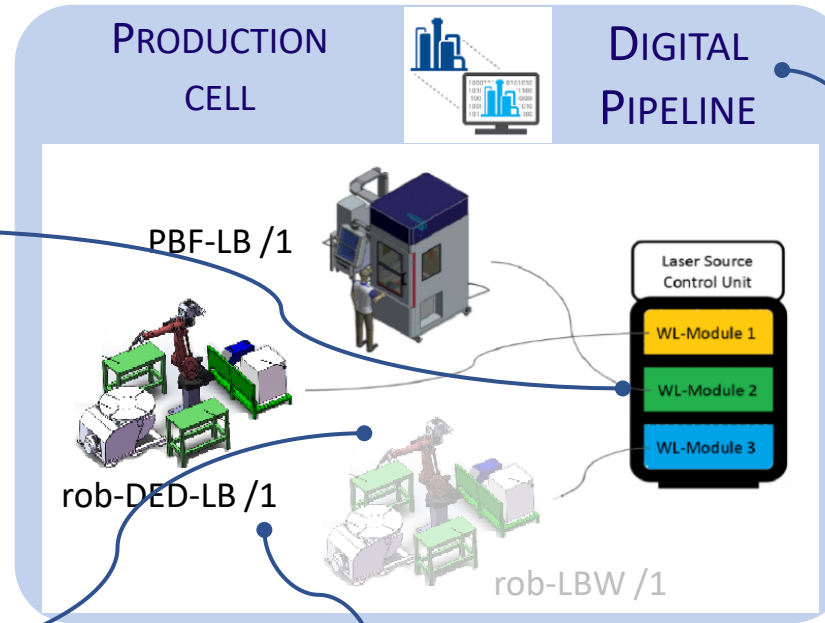 PRODUCTION
CELL
DIGITAL
PIPELINE
PBF-LB /1
Laser Source
Control Unit
WL-Module 1
WL-Module 2
WL-Module 3
rob-DED-LB /1
rob-LBW /1